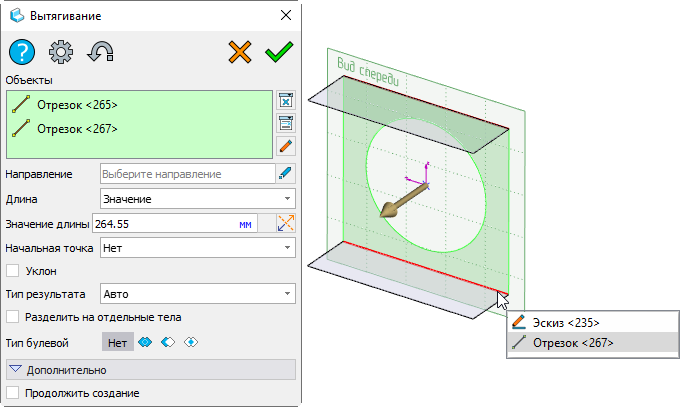 Вытягивание
Объекты
Отрезок <265>
Отрезок <267>
Направление
Выберите направление
Длина
Значение
Значение длины
264.55
мм
Начальная точка
Нет
Уклон
Тип результата
Авто
Разделить на отдельные тела
Тип булевой
Нет
Дополнительно
Продолжить создание
Вид спереди
Эскиз <235>
Отрезок <267>